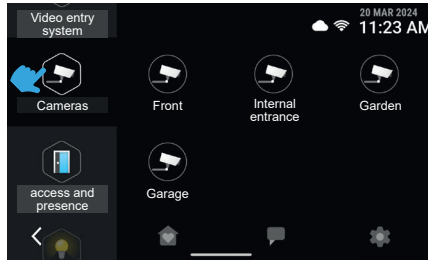 Video entry
system
20 MAR 2024
11:23 AM
Cameras
Front
Internal
entrance
Garden
access and
presence
Garage